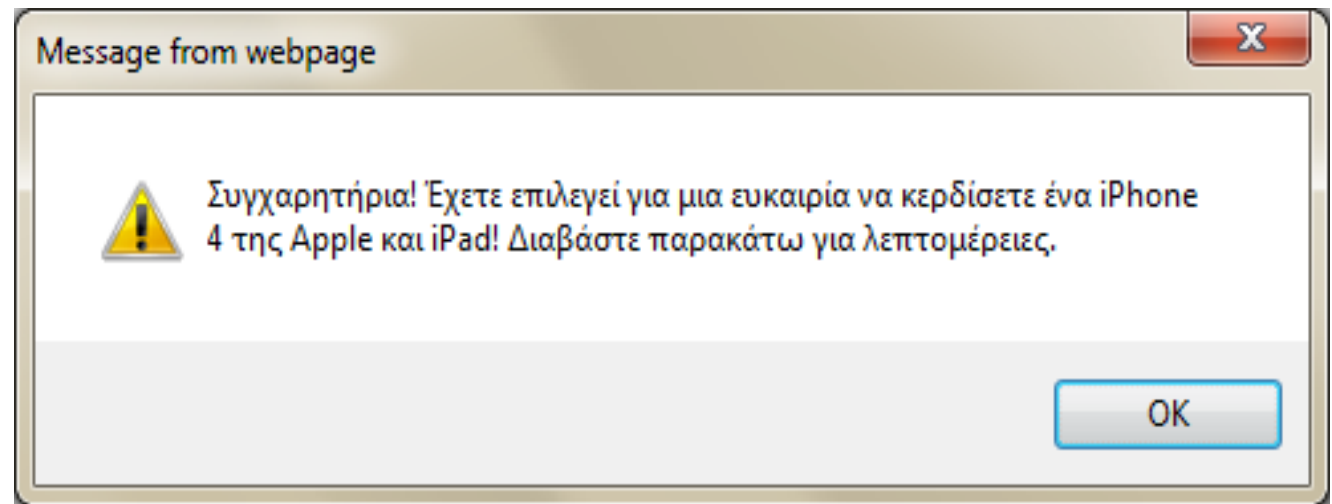 Message from webpage
Συγχαρητήρια! Έχετε επιλεγεί για μια ευκαιρία να κερδίσετε ένα iPhone
4 της Apple και iPad! Διαβάστε παρακάτω για λεπτομέρειες.
OK